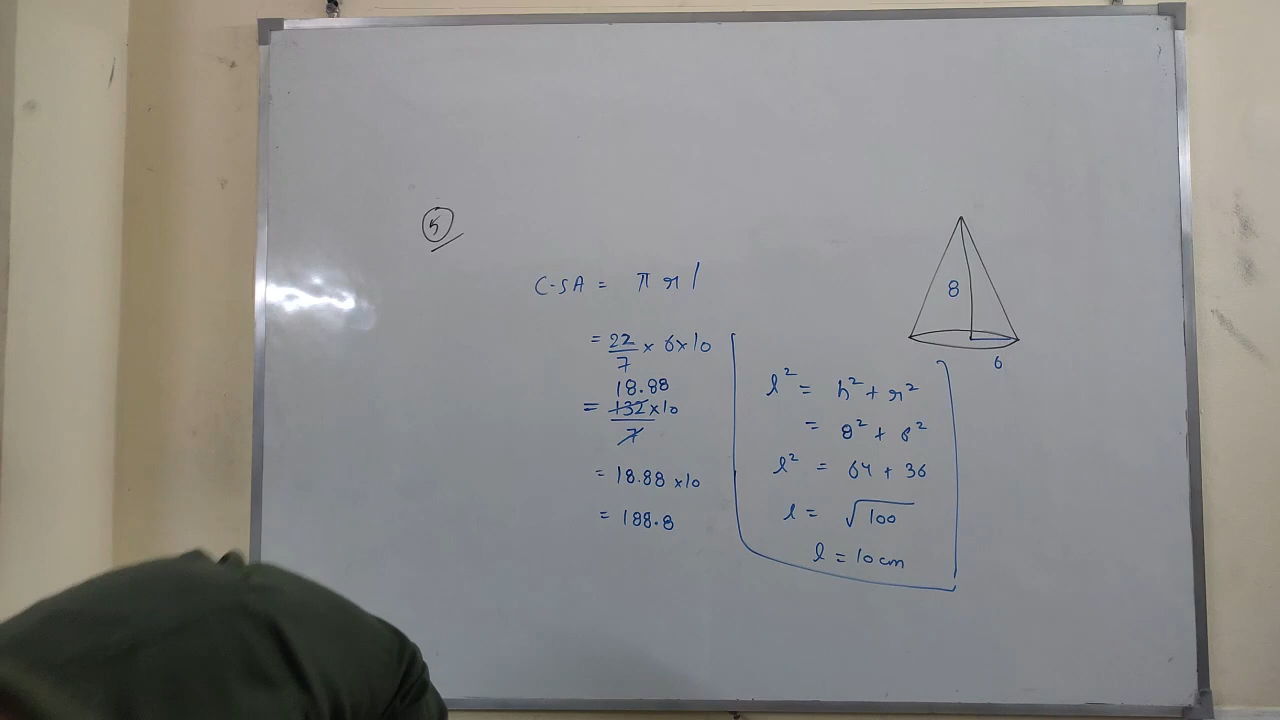 5
C.SA = π r l
= 22/7 × 6×10
18.88
= 132×10/7
= 18.88 ×10
= 188.8
l² = h² + r²
= 8² + 6²
l² = 64 + 36
l = √100
l = 10 cm
8
6